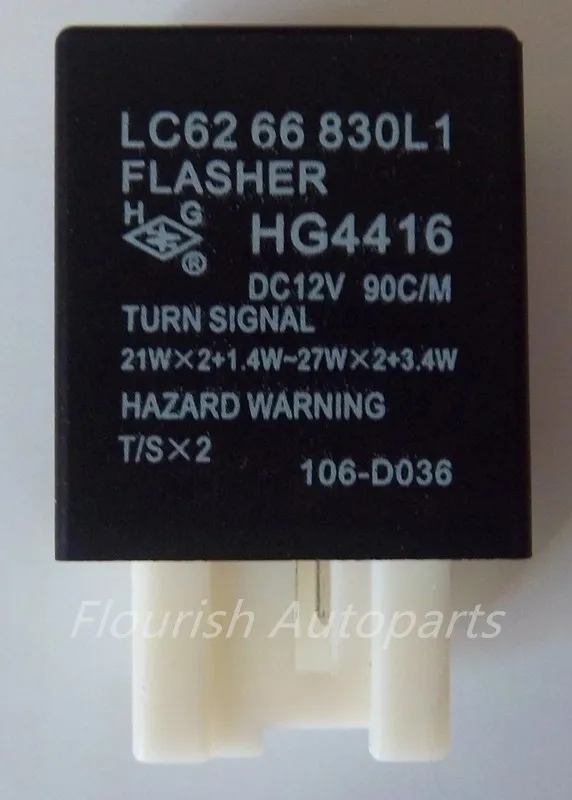 LC62 66 830L1
FLASHER
H G
®
HG4416
DC12V 90C/M
TURN SIGNAL
21W×2+1.4W~27W×2+3.4W
HAZARD WARNING
T/S×2
106-D036
Flourish Autoparts